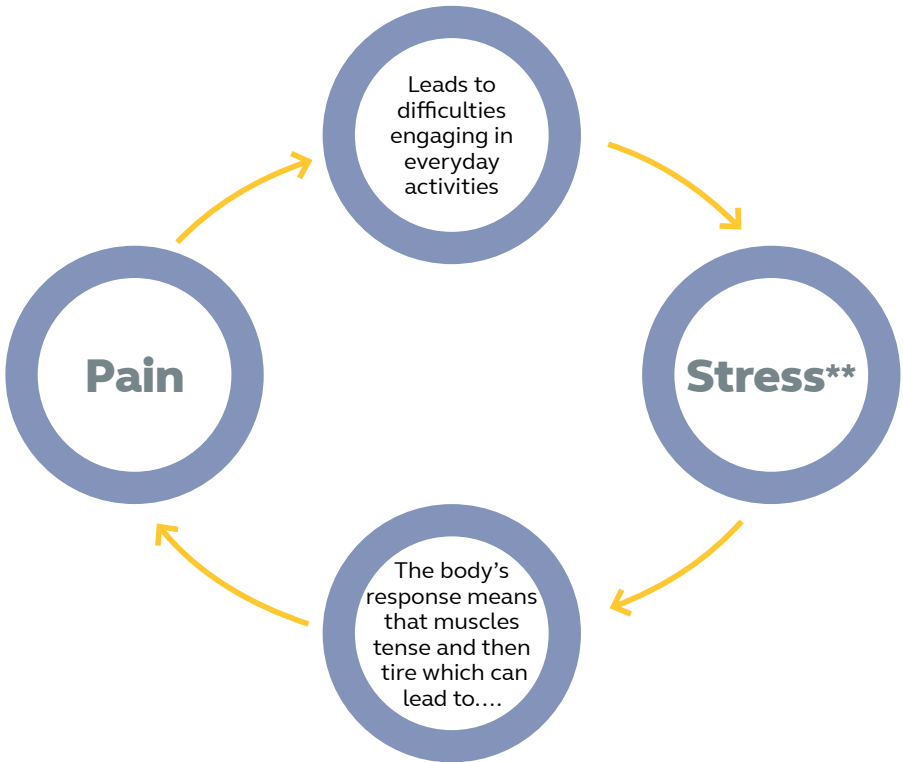 Leads to
difficulties
engaging in
everyday
activities
Pain
Stress**
The body’s
response means
that muscles
tense and then
tire which can
lead to....